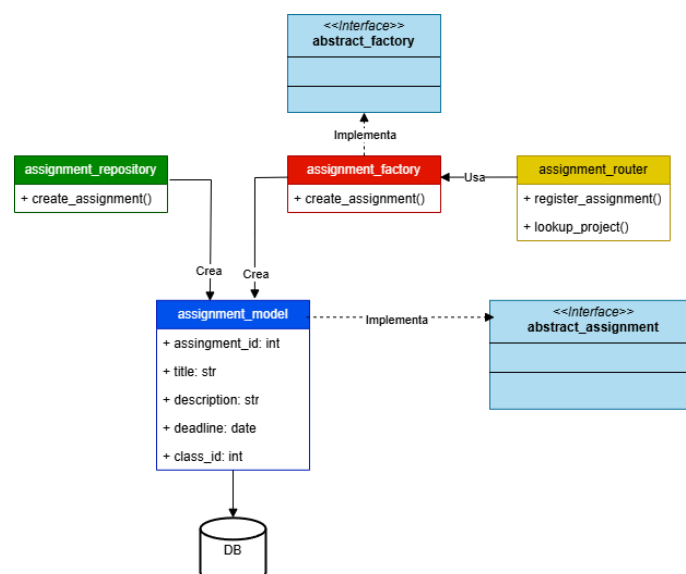 <<Interface>>
abstract_factory
Implementa
assignment_repository
+ create_assignment()
assignment_factory
+ create_assignment()
Usa
assignment_router
+ register_assignment()
+ lookup_project()
Crea
Crea
assignment_model
+ assingment_id: int
+ title: str
+ description: str
+ deadline: date
+ class_id: int
Implementa
<<Interface>>
abstract_assignment
DB